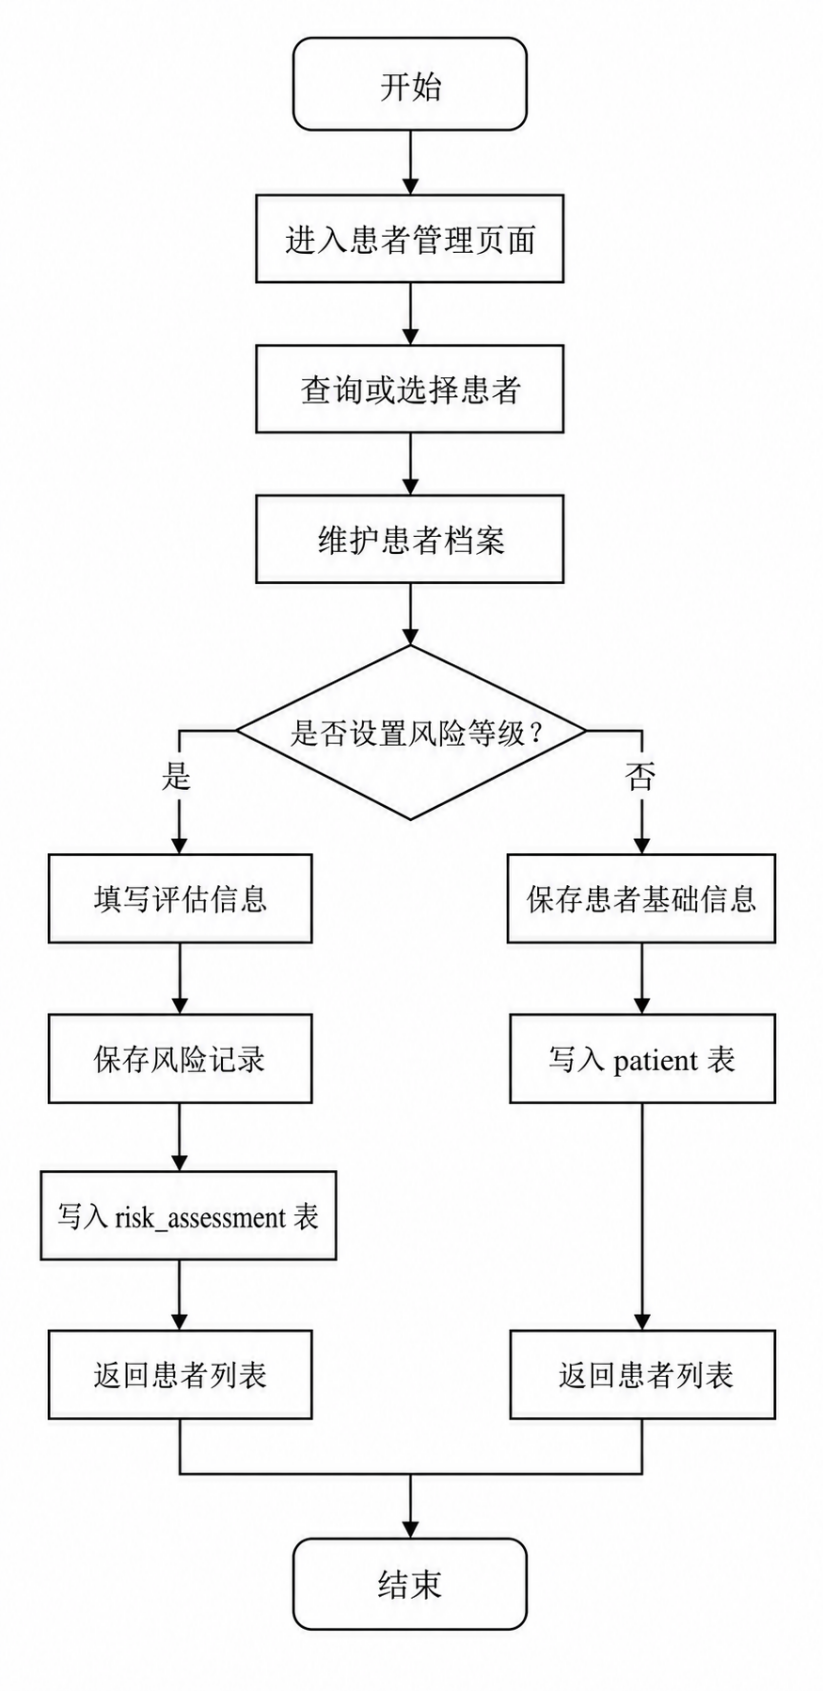 开始
进入患者管理页面
查询或选择患者
维护患者档案
是否设置风险等级？
是
否
填写评估信息
保存患者基础信息
保存风险记录
写入 patient 表
写入 risk_assessment 表
返回患者列表
返回患者列表
结束